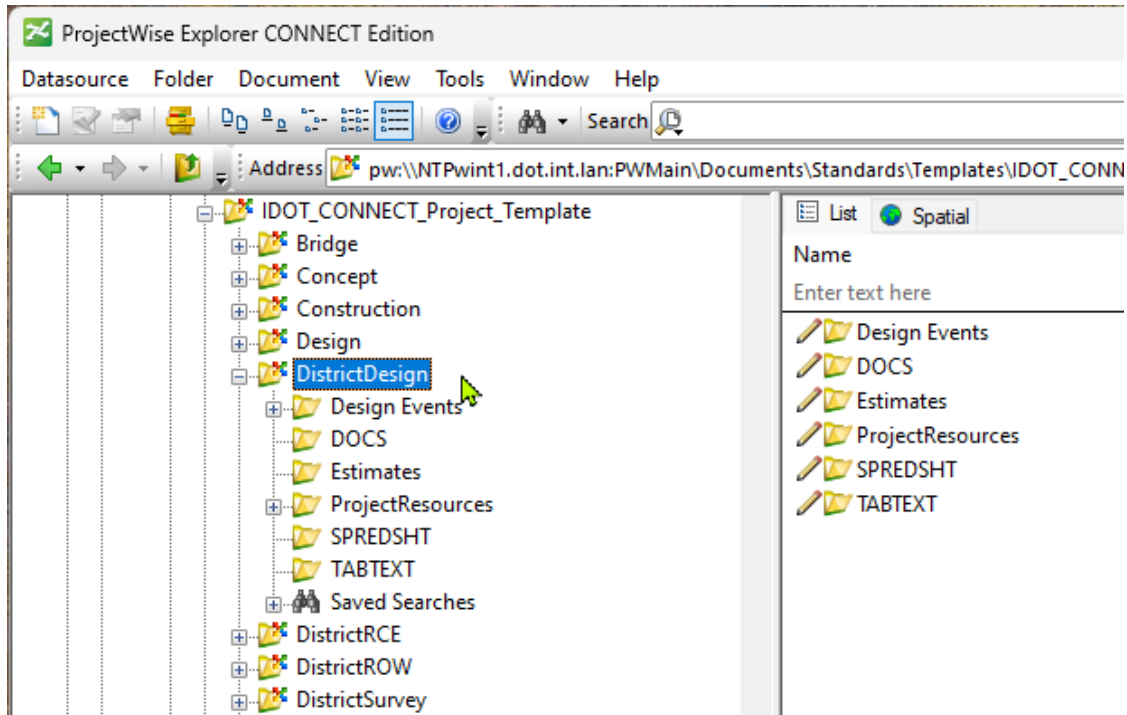 ProjectWise Explorer CONNECT Edition
Datasource Folder Document View Tools Window Help
Search
Address pw:\\NTPwint1.dot.int.lan:PWMain\Documents\Standards\Templates\IDOT_CONN
IDOT_CONNECT_Project_Template
Bridge
Concept
Construction
Design
DistrictDesign
Design Events
DOCS
Estimates
ProjectResources
SPREDSHT
TABTEXT
Saved Searches
DistrictRCE
DistrictROW
DistrictSurvey
List Spatial
Name
Enter text here
Design Events
DOCS
Estimates
ProjectResources
SPREDSHT
TABTEXT